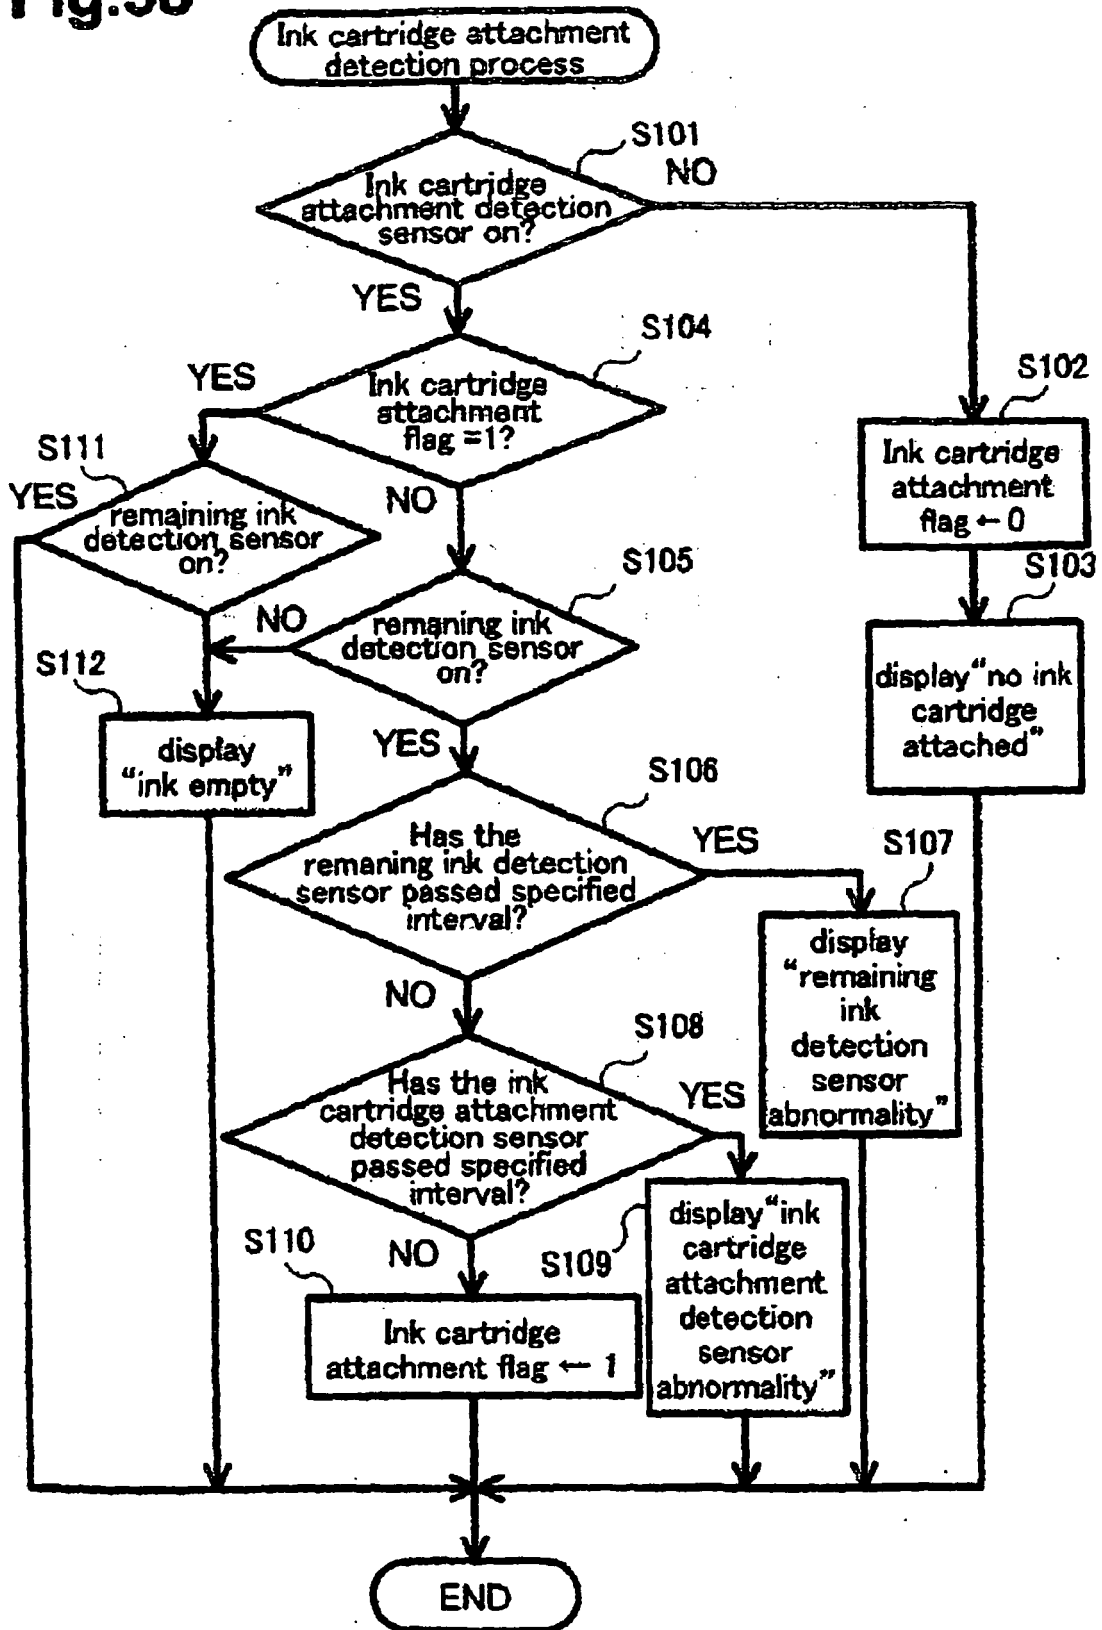 Ink cartridge attachment
detection process
S101
Ink cartridge
attachment detection
sensor on?
NO
YES
S104
Ink cartridge
attachment
flag =1?
YES
NO
S102
Ink cartridge
attachment
flag ← 0
S103
display "no ink
cartridge
attached"
S111
YES
remaining ink
detection sensor
on?
NO
S105
remaning ink
detection sensor
on?
YES
S112
display
"ink empty"
S106
Has the
remaning ink detection
sensor passed specified
interval?
YES
NO
S107
display
"remaining
ink
detection
sensor
abnormality"
S108
Has the ink
cartridge attachment
detection sensor
passed specified
interval?
YES
NO
S109
display "ink
cartridge
attachment
detection
sensor
abnormality"
S110
Ink cartridge
attachment flag ← 1
END